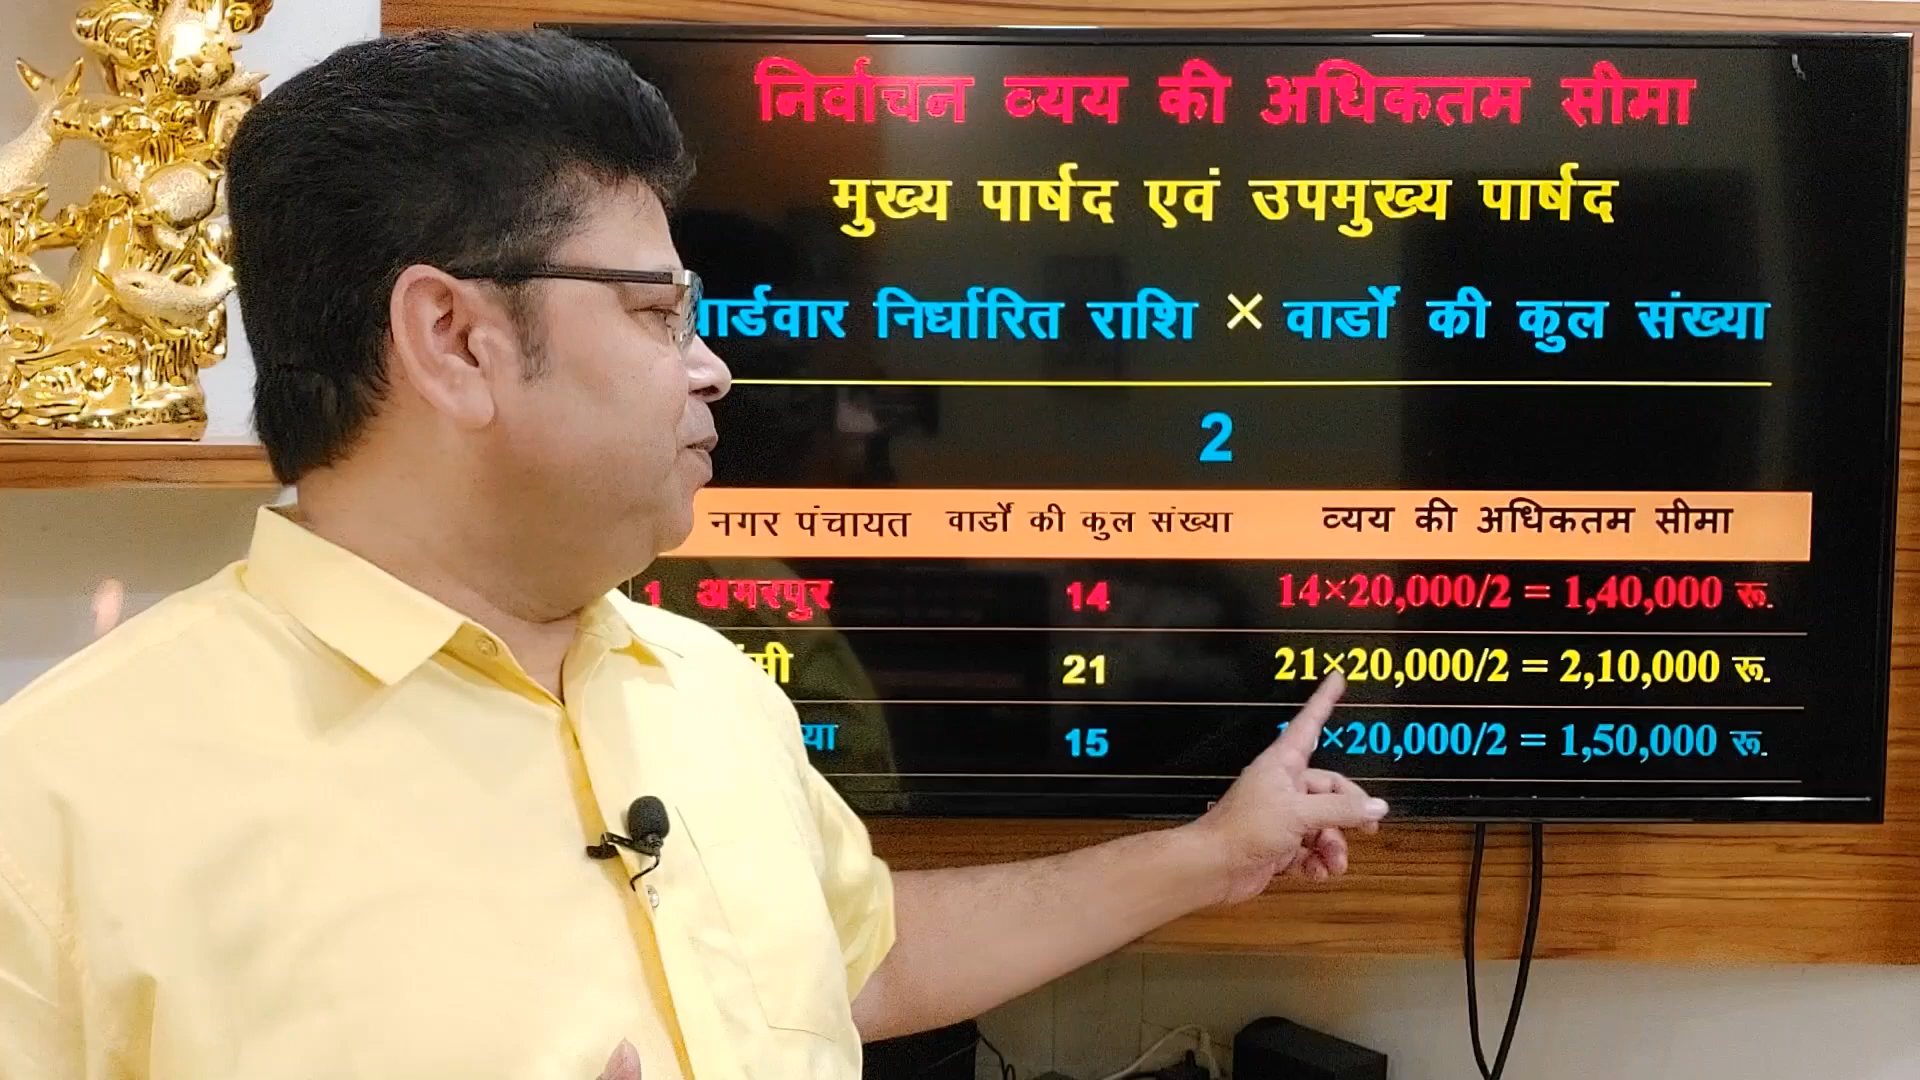 निर्वाचन व्यय की अधिकतम सीमा
मुख्य पार्षद एवं उपमुख्य पार्षद
वार्डवार निर्धारित राशि × वार्डों की कुल संख्या
2
नगर पंचायत वार्डों की कुल संख्या व्यय की अधिकतम सीमा
1 अमरपुर 14 14×20,000/2 = 1,40,000 रू.
21 21×20,000/2 = 2,10,000 रू.
15 ×20,000/2 = 1,50,000 रू.